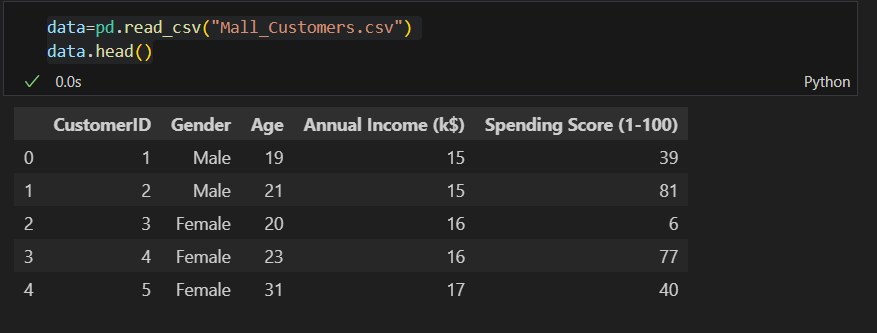 data=pd.read_csv("Mall_Customers.csv")
data.head()
0.0s Python
CustomerID Gender Age Annual Income (k$) Spending Score (1-100)
0 1 Male 19 15 39
1 2 Male 21 15 81
2 3 Female 20 16 6
3 4 Female 23 16 77
4 5 Female 31 17 40